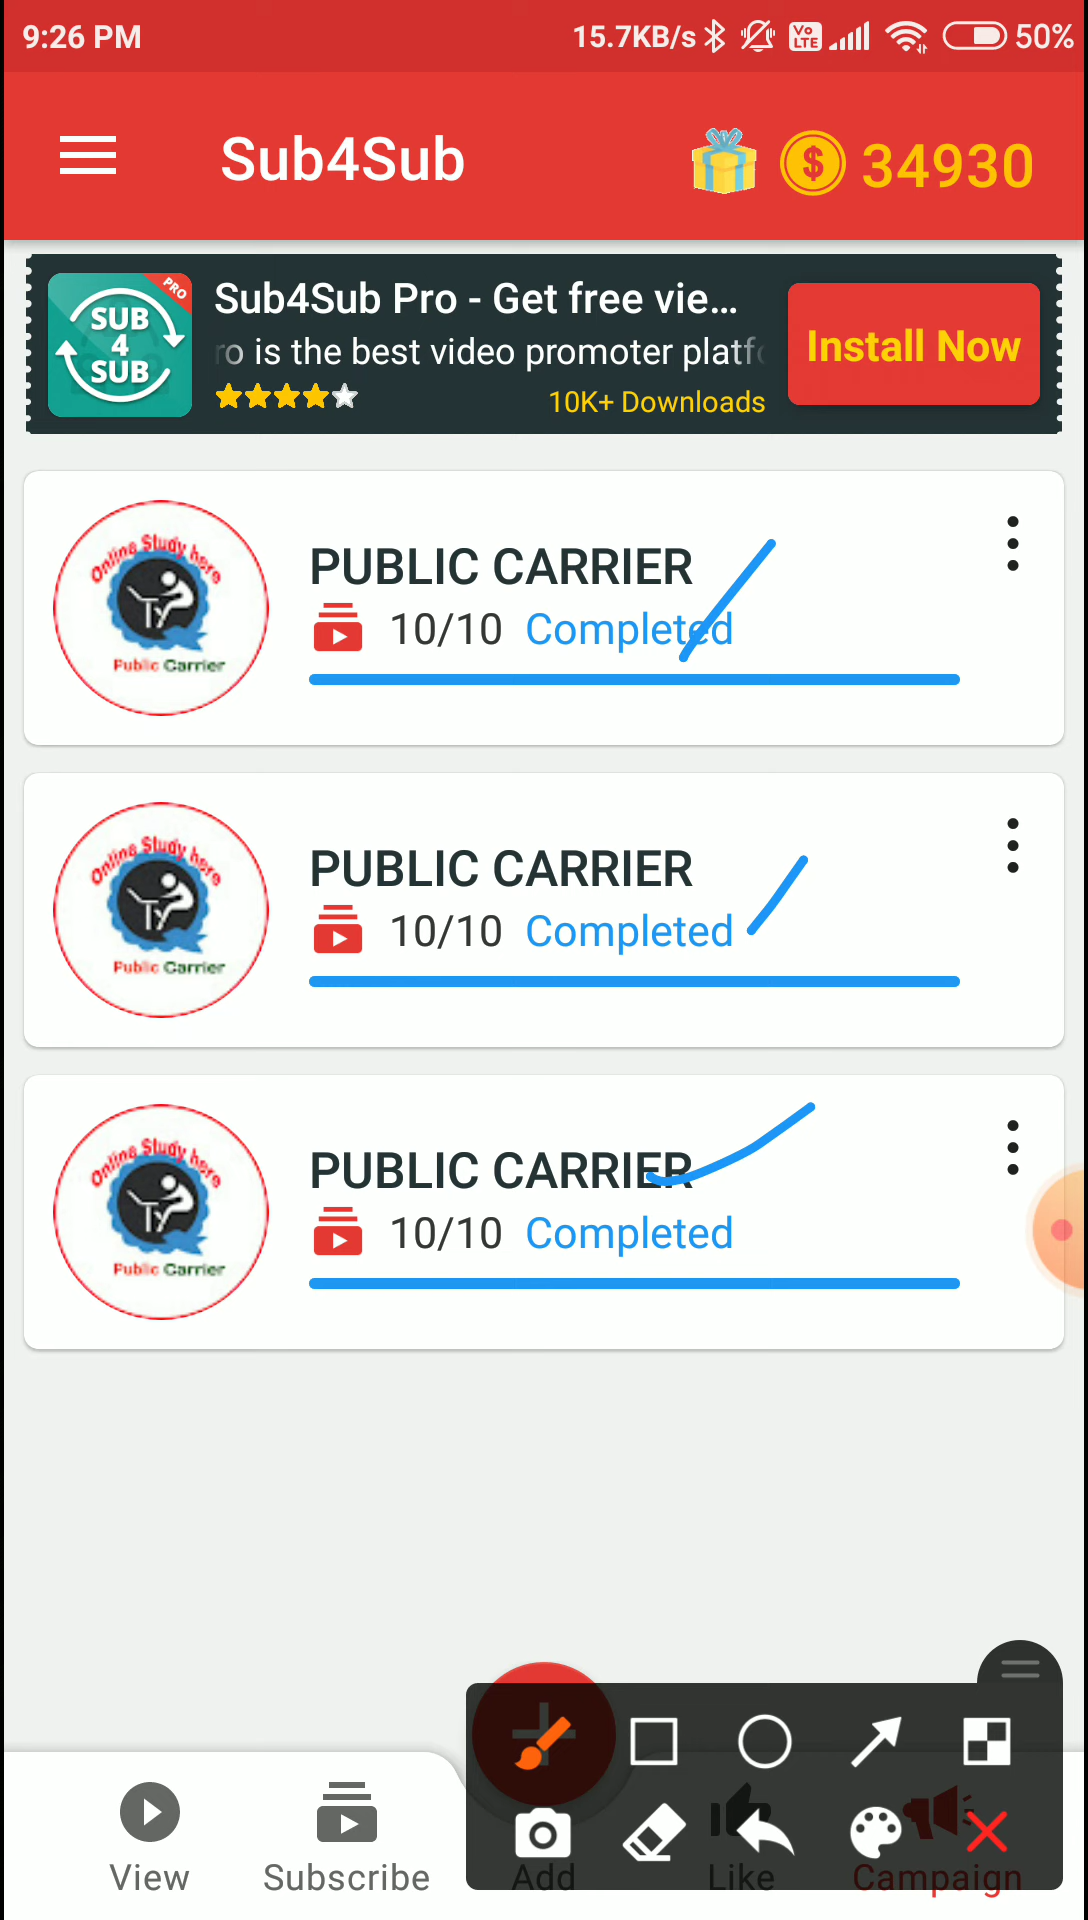 9:26 PM 15.7KB/s Vo LTE 50%
Sub4Sub $ 34930
SUB 4 SUB PRO
Sub4Sub Pro - Get free vie...
ro is the best video promoter platfo
10K+ Downloads
Install Now
Online Study here
Public Carrier
PUBLIC CARRIER
10/10 Completed
Online Study here
Public Carrier
PUBLIC CARRIER
10/10 Completed
Online Study here
Public Carrier
PUBLIC CARRIER
10/10 Completed
View Subscribe Add Like Campaign